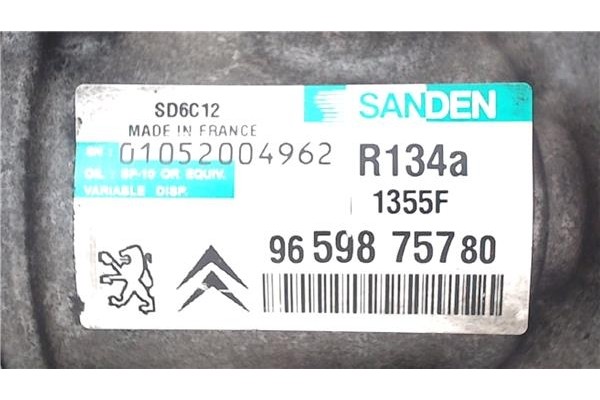 SANDEN
SD6C12
MADE IN FRANCE
SN : 01052004962
OIL : SP-10 OR EQUIV.
VARIABLE DISP.
R134a
1355F
96 598 757 80